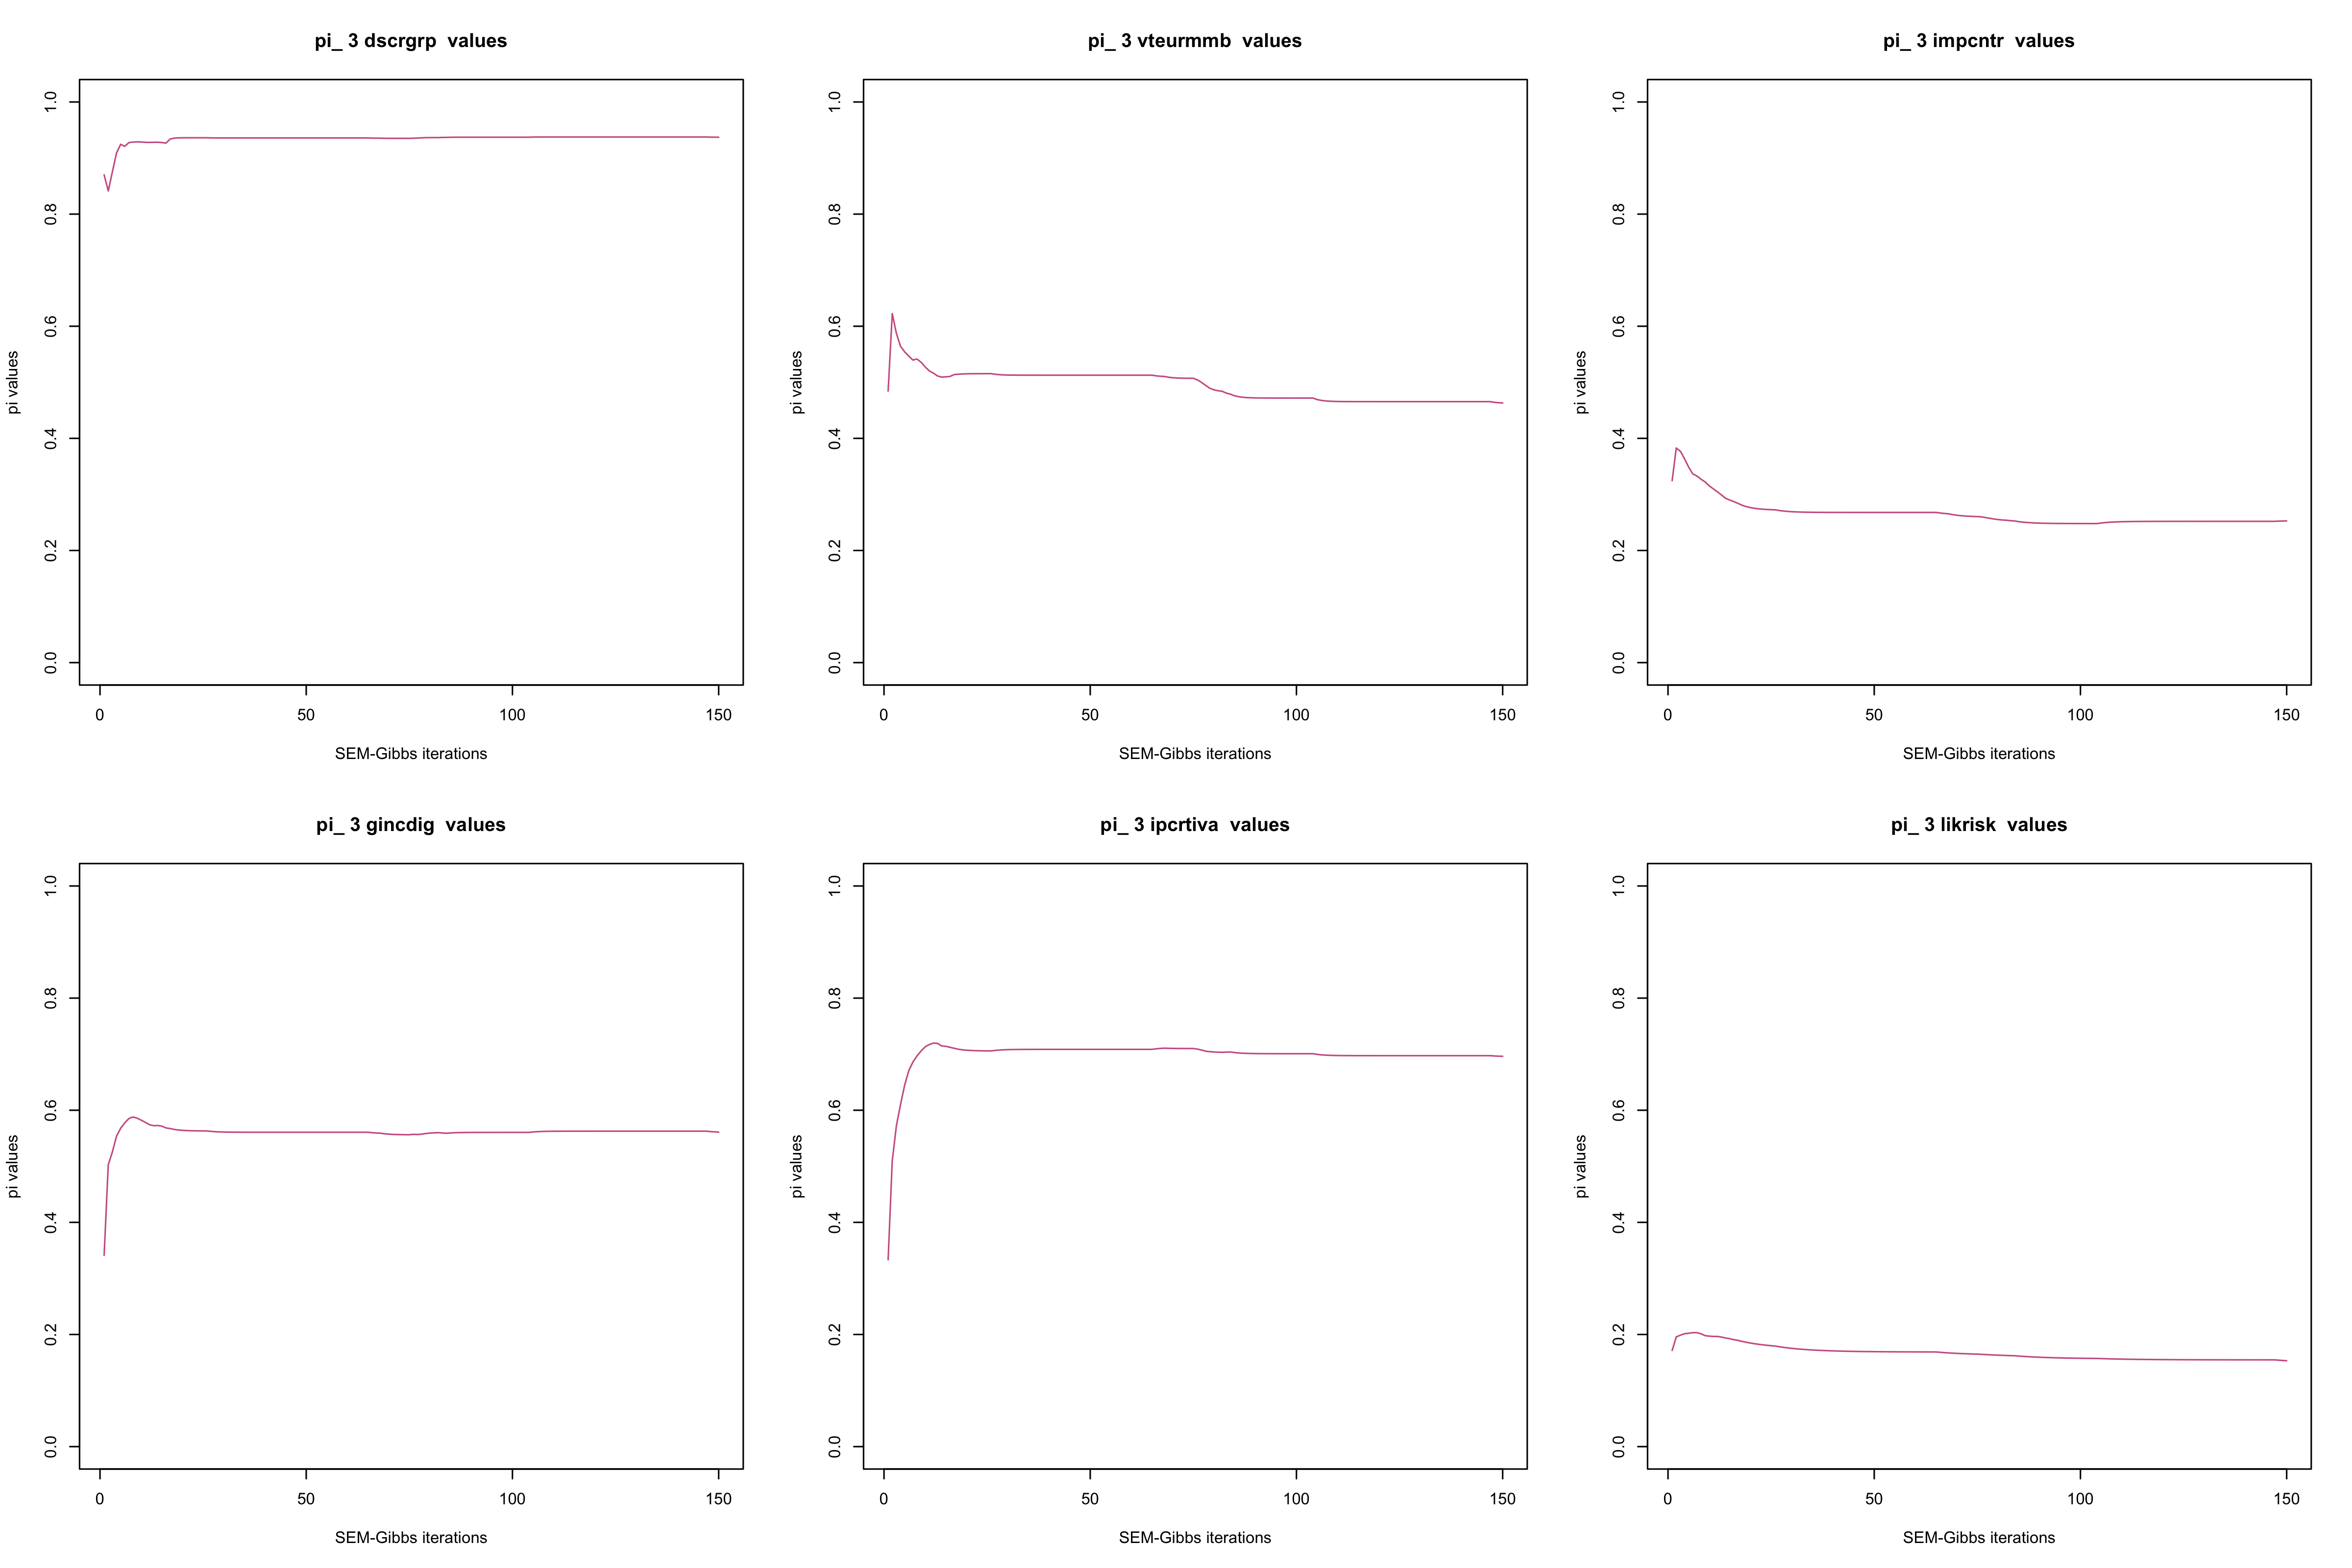 pi_ 3 dscrgrp  values
pi values
1.0
0.8
0.6
0.4
0.2
0.0
0 50 100 150
SEM-Gibbs iterations
pi_ 3 vteurmmb  values
pi values
1.0
0.8
0.6
0.4
0.2
0.0
0 50 100 150
SEM-Gibbs iterations
pi_ 3 impcntr  values
pi values
1.0
0.8
0.6
0.4
0.2
0.0
0 50 100 150
SEM-Gibbs iterations
pi_ 3 gincdig  values
pi values
1.0
0.8
0.6
0.4
0.2
0.0
0 50 100 150
SEM-Gibbs iterations
pi_ 3 ipcrtiva  values
pi values
1.0
0.8
0.6
0.4
0.2
0.0
0 50 100 150
SEM-Gibbs iterations
pi_ 3 likrisk  values
pi values
1.0
0.8
0.6
0.4
0.2
0.0
0 50 100 150
SEM-Gibbs iterations